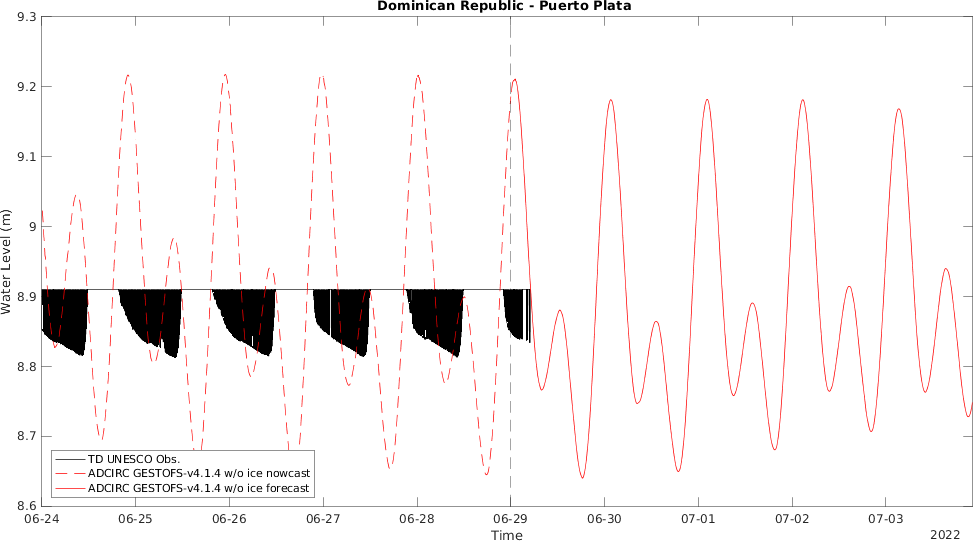 Dominican Republic - Puerto Plata
Water Level (m)
9.3
9.2
9.1
9
8.9
8.8
8.7
8.6
TD UNESCO Obs.
ADCIRC GESTOFS-v4.1.4 w/o ice nowcast
ADCIRC GESTOFS-v4.1.4 w/o ice forecast
06-24 06-25 06-26 06-27 06-28 06-29 06-30 07-01 07-02 07-03
Time
2022